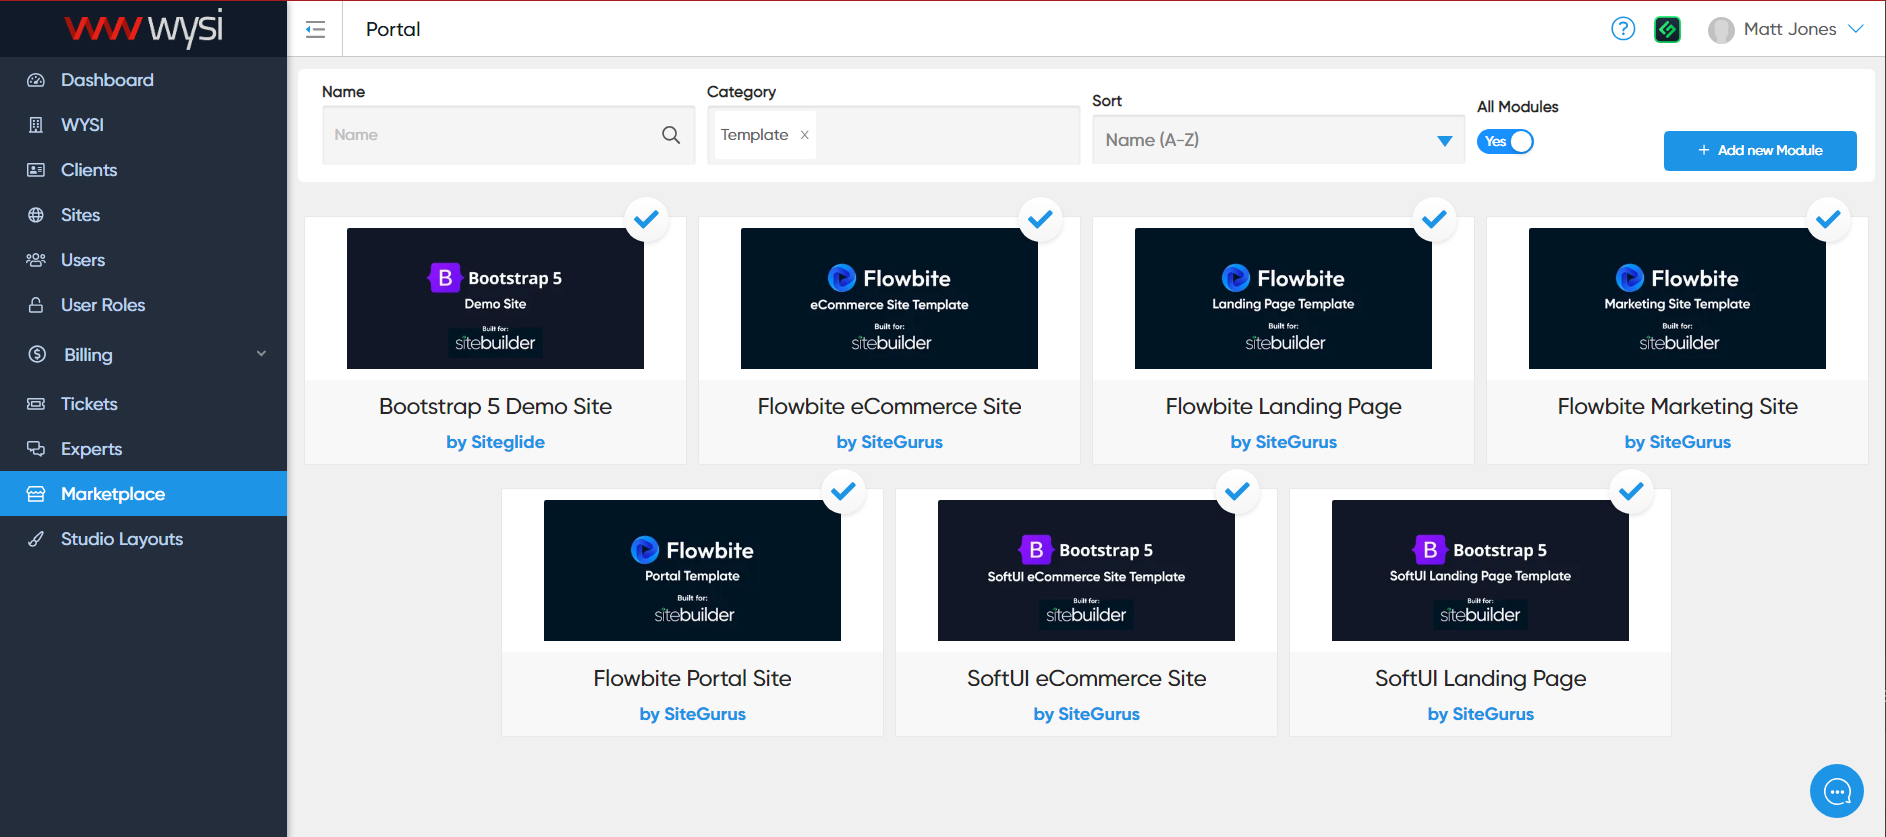 wysi
Portal
?
Matt Jones
Dashboard
WYSI
Clients
Sites
Users
User Roles
Billing
Tickets
Experts
Marketplace
Studio Layouts
Name
Name
Category
Template x
Sort
Name (A-Z)
All Modules
Yes
+ Add new Module
B Bootstrap 5
Demo Site
Built for:
sitebuilder
Bootstrap 5 Demo Site
by Siteglide
Flowbite
eCommerce Site Template
Built for:
sitebuilder
Flowbite eCommerce Site
by SiteGurus
Flowbite
Landing Page Template
Built for:
sitebuilder
Flowbite Landing Page
by SiteGurus
Flowbite
Marketing Site Template
Built for:
sitebuilder
Flowbite Marketing Site
by SiteGurus
Flowbite
Portal Template
Built for:
sitebuilder
Flowbite Portal Site
by SiteGurus
B Bootstrap 5
SoftUI eCommerce Site Template
Built for:
sitebuilder
SoftUI eCommerce Site
by SiteGurus
B Bootstrap 5
SoftUI Landing Page Template
Built for:
sitebuilder
SoftUI Landing Page
by SiteGurus